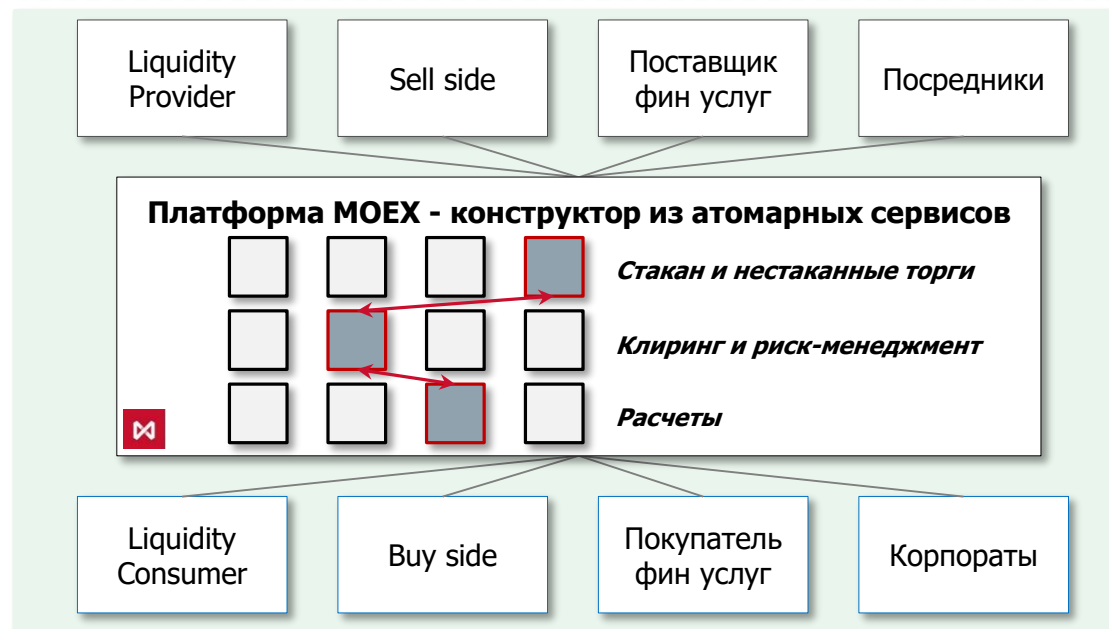 Liquidity
Provider
Sell side
Поставщик
фин услуг
Посредники
Платформа MOEX - конструктор из атомарных сервисов
Стакан и нестаканные торги
Клиринг и риск-менеджмент
Расчеты
Liquidity
Consumer
Buy side
Покупатель
фин услуг
Корпораты